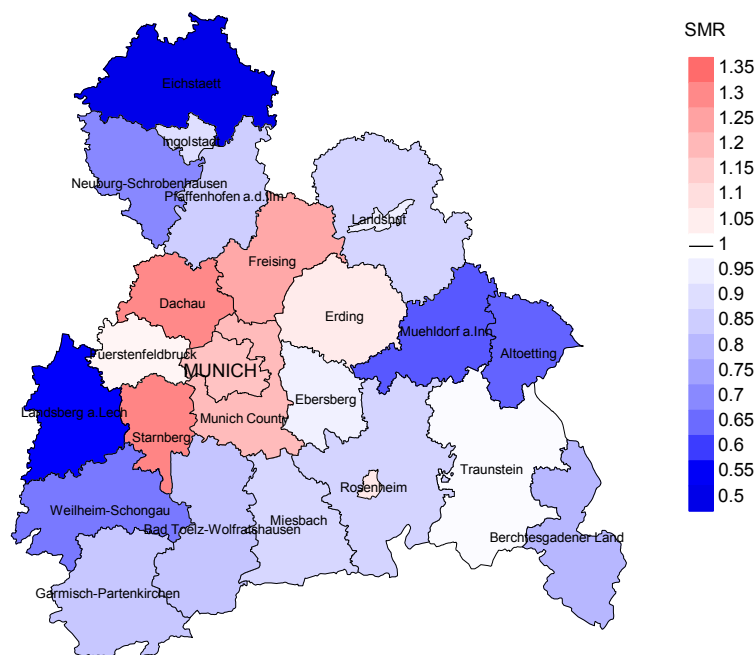 SMR
1.35
1.3
1.25
1.2
1.15
1.1
1.05
1
0.95
0.9
0.85
0.8
0.75
0.7
0.65
0.6
0.55
0.5
Eichstaett
Ingolstadt
Neuburg-Schrobenhausen
Pfaffenhofen a.d.Ilm
Landshut
Freising
Dachau
Erding
Muehldorf a.Inn
Altoetting
Fuerstenfeldbruck
MUNICH
Ebersberg
Landsberg a.Lech
Munich County
Starnberg
Traunstein
Rosenheim
Weilheim-Schongau
Miesbach
Bad Toelz-Wolfratshausen
Berchtesgadener Land
Garmisch-Partenkirchen